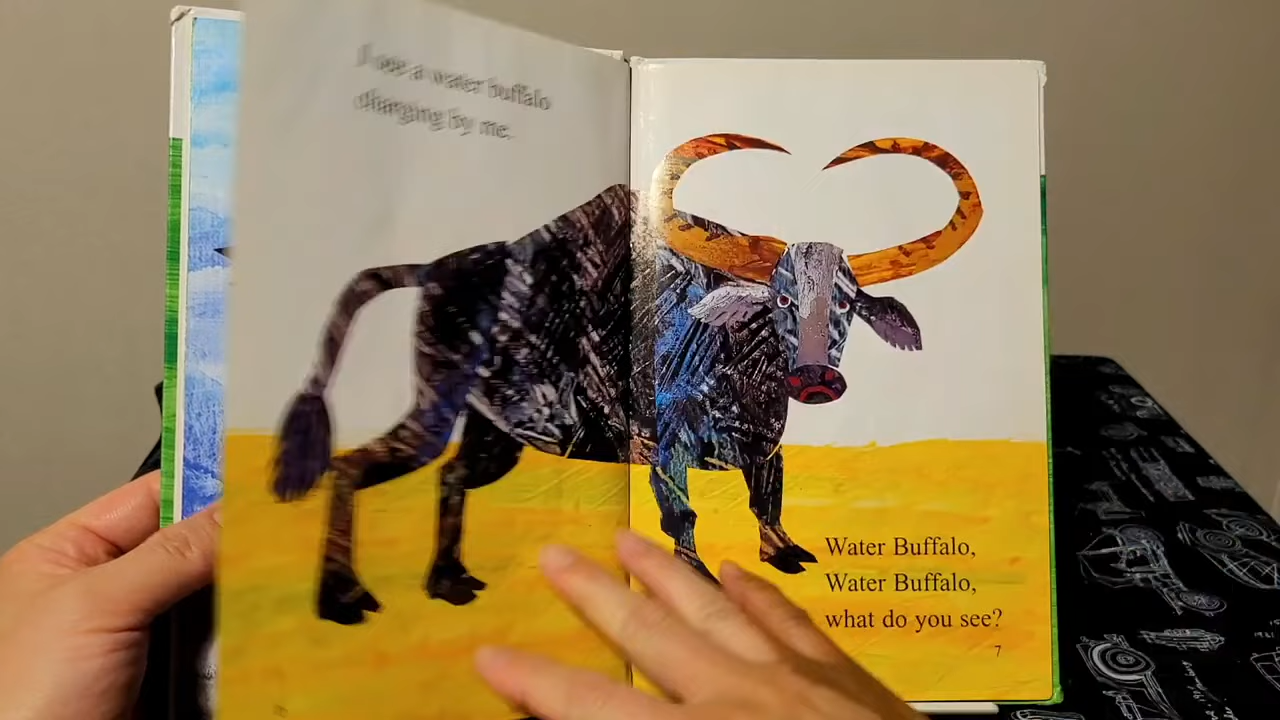 I see a water buffalo
charging by me.
Water Buffalo,
Water Buffalo,
what do you see?
7